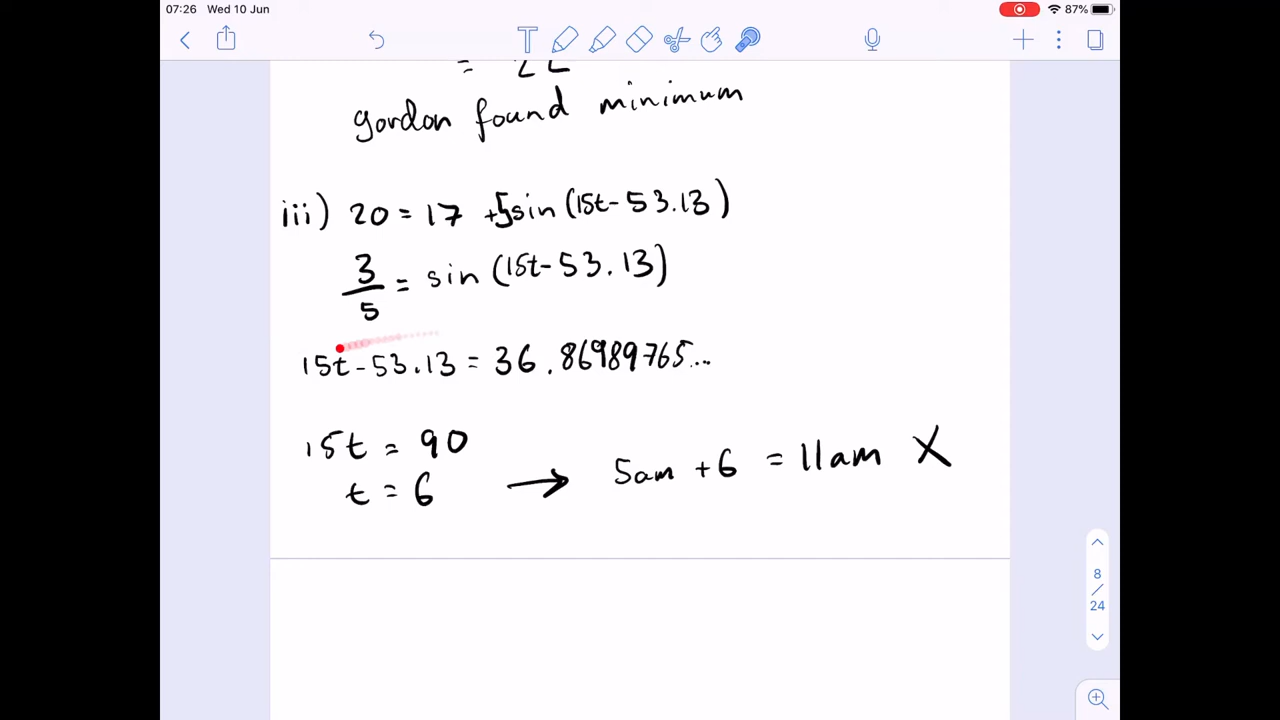 07:26 Wed 10 Jun
87%
T
= 22
gordon found minimum
iii) 20 = 17 +5sin (15t - 53.13)
3/5 = sin (15t - 53.13)
15t - 53.13 = 36.86989765...
15t = 90
t = 6 → 5am + 6 = 11am X
8
/
24